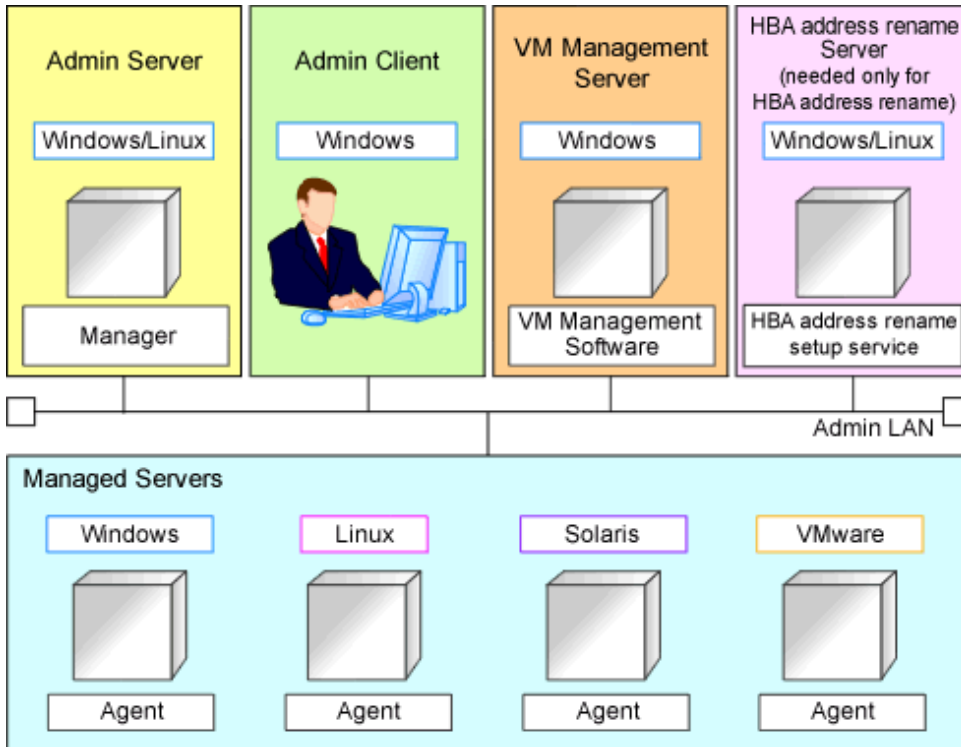 Admin Server
Windows/Linux
Manager
Admin Client
Windows
VM Management
Server
Windows
VM Management
Software
HBA address rename
Server
(needed only for
HBA address rename)
Windows/Linux
HBA address rename
setup service
Admin LAN
Managed Servers
Windows
Agent
Linux
Agent
Solaris
Agent
VMware
Agent